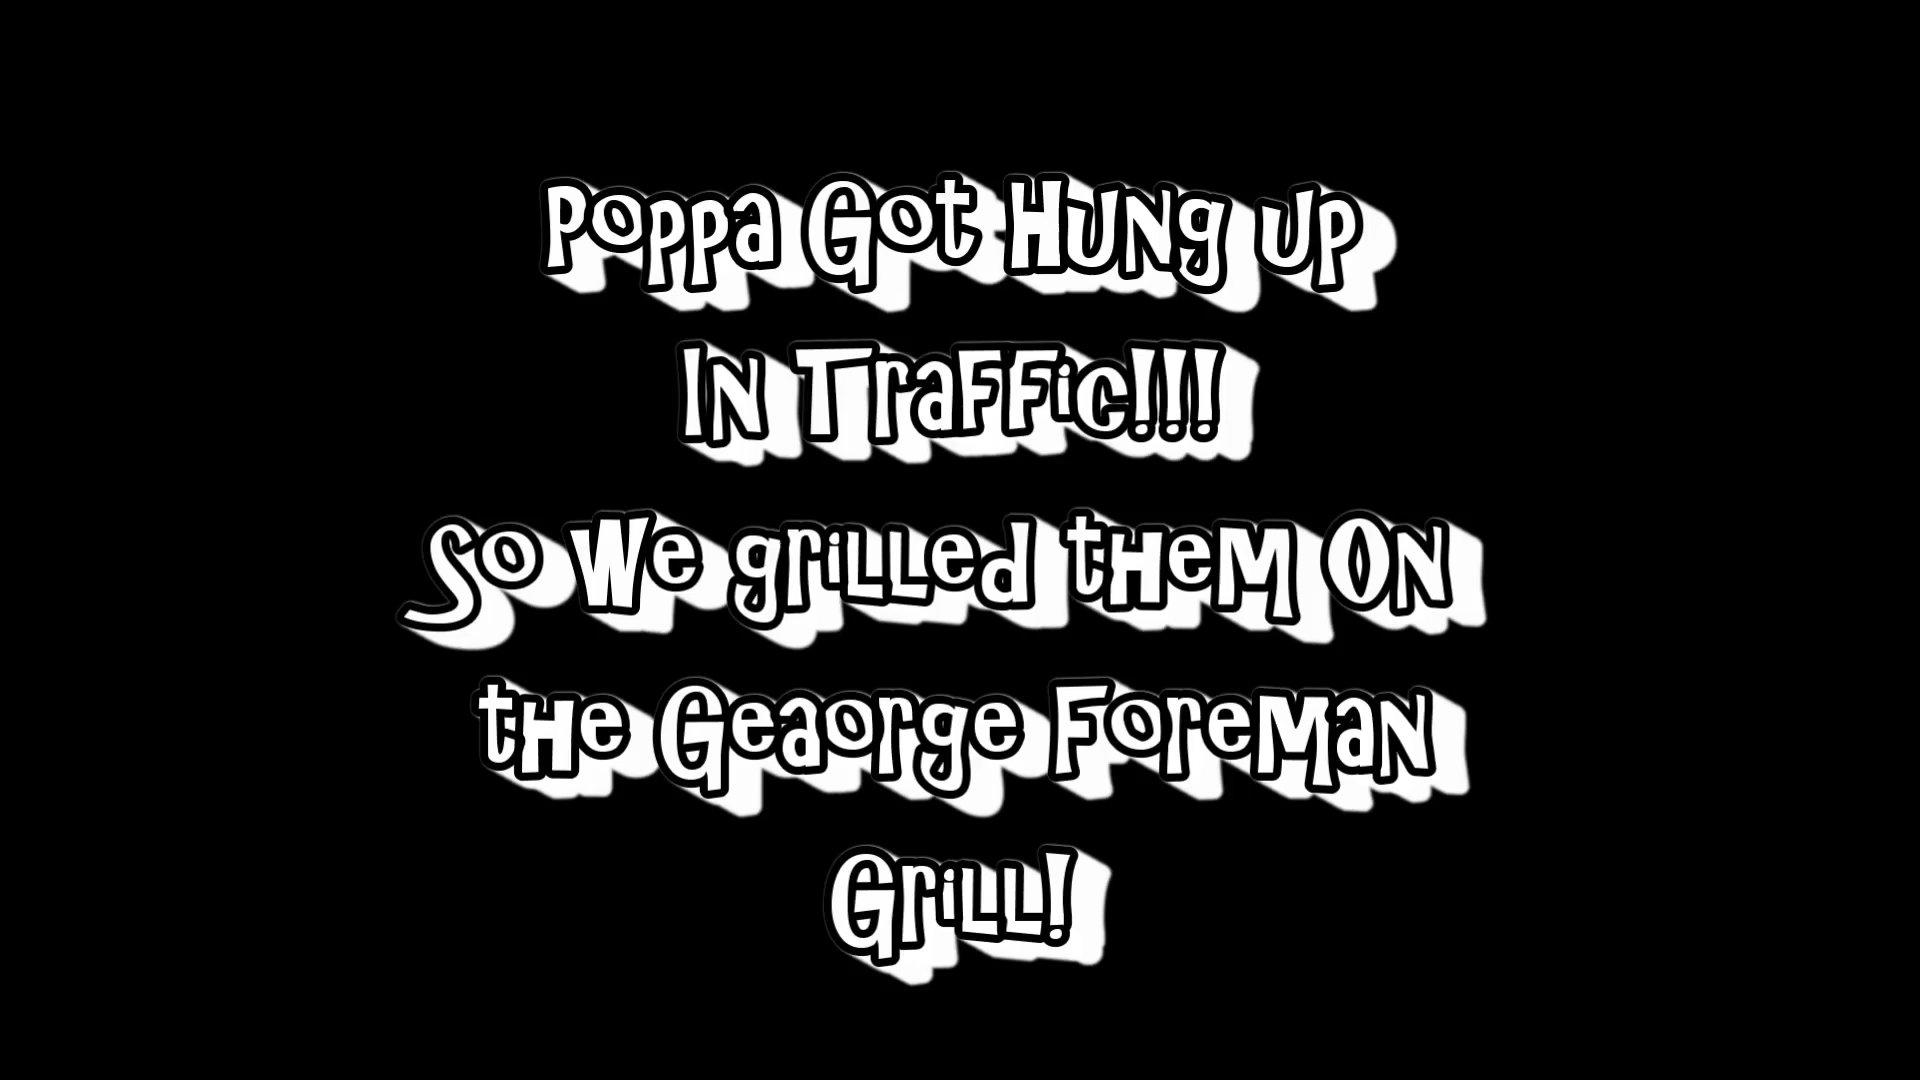 Poppa Got Hung up
In Traffic!!!
So We grilled them On
the Geaorge Foreman
Grill!